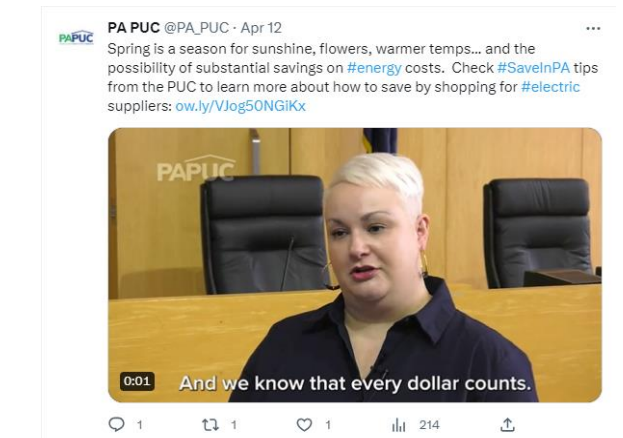 PAPUC
PA PUC @PA_PUC · Apr 12
Spring is a season for sunshine, flowers, warmer temps... and the
possibility of substantial savings on #energy costs. Check #SaveInPA tips
from the PUC to learn more about how to save by shopping for #electric
suppliers: ow.ly/VJog50NGiKx
PAPUC
0:01 And we know that every dollar counts.
1 1 1 214